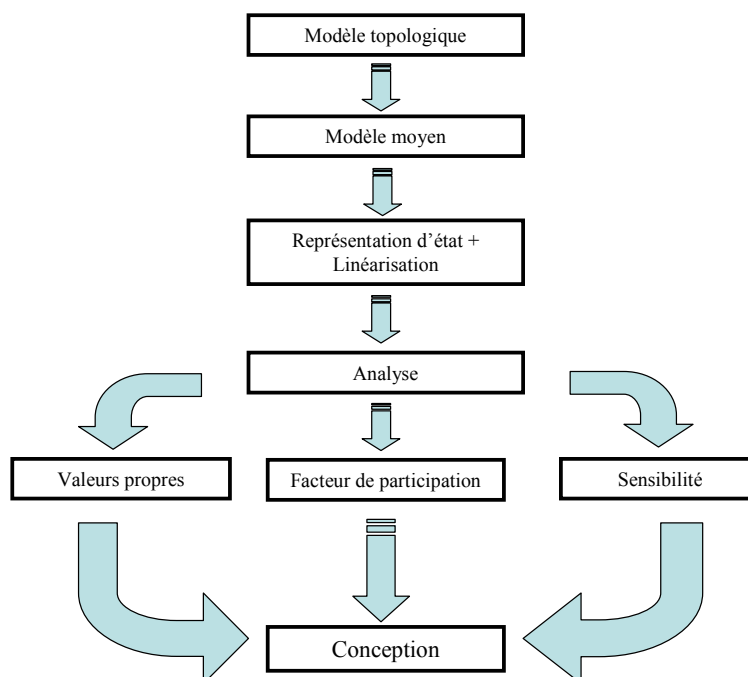 Modèle topologique
Modèle moyen
Représentation d’état +
Linéarisation
Analyse
Valeurs propres
Facteur de participation
Sensibilité
Conception